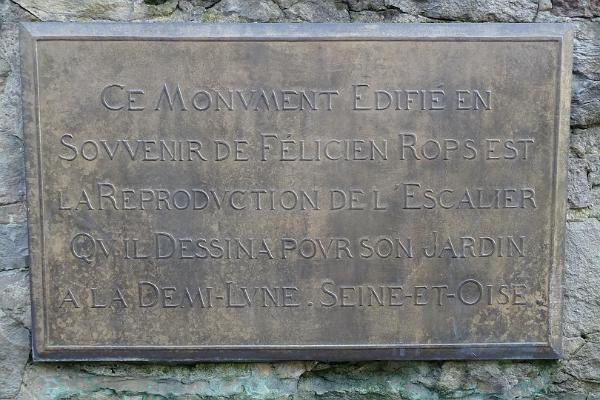 Ce Monvment Edifié en
Sovvenir de Félicien Rops est
la Reprodvction de l'Escalier
Qv'il Dessina povr son Jardin
a la Demi-Lvne. Seine-et-Oise.